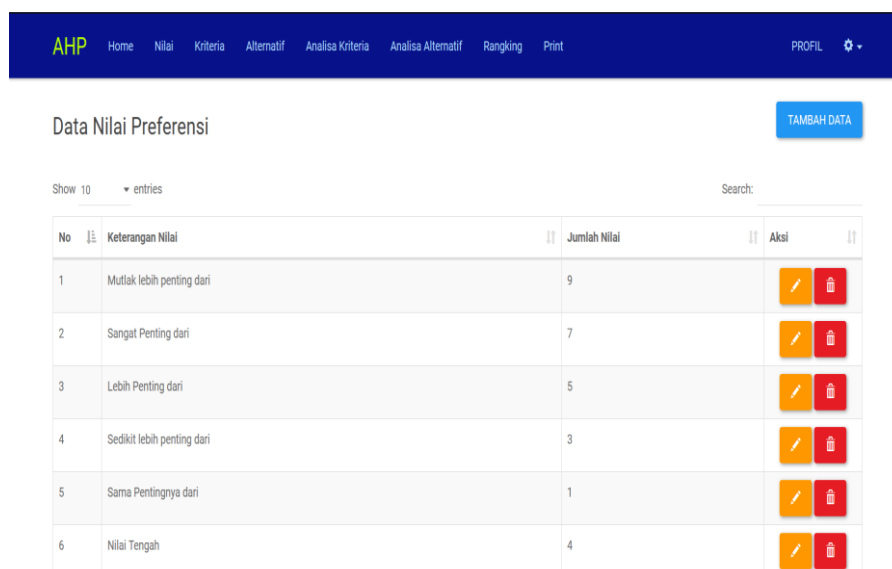 AHP Home Nilai Kriteria Alternatif Analisa Kriteria Analisa Alternatif Rangking Print PROFIL
Data Nilai Preferensi TAMBAH DATA
Show 10 entries Search:
No Keterangan Nilai Jumlah Nilai Aksi
1 Mutlak lebih penting dari 9
2 Sangat Penting dari 7
3 Lebih Penting dari 5
4 Sedikit lebih penting dari 3
5 Sama Pentingnya dari 1
6 Nilai Tengah 4